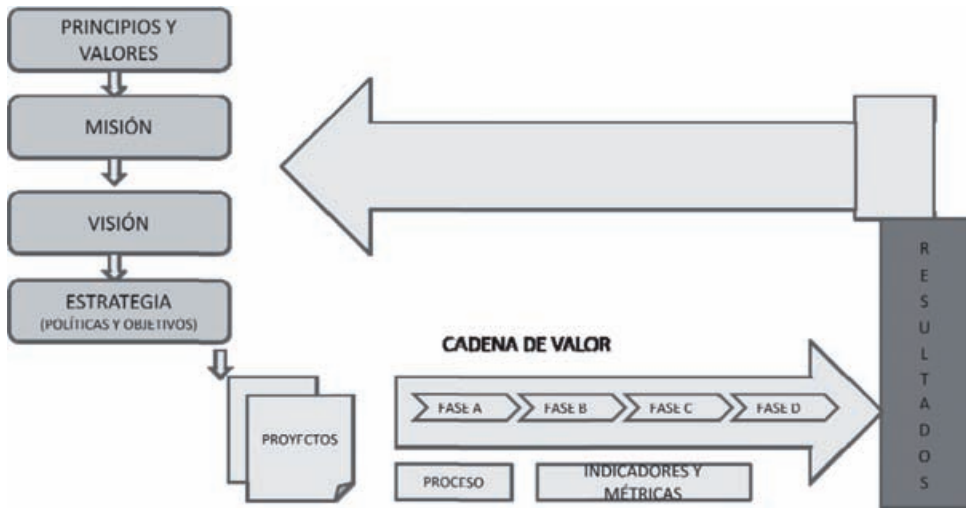 PRINCIPIOS Y
VALORES
MISIÓN
VISIÓN
ESTRATEGIA
(POLÍTICAS Y OBJETIVOS)
PROYECTOS
CADENA DE VALOR
FASE A
FASE B
FASE C
FASE D
PROCESO
INDICADORES Y
MÉTRICAS
R
E
S
U
L
T
A
D
O
S